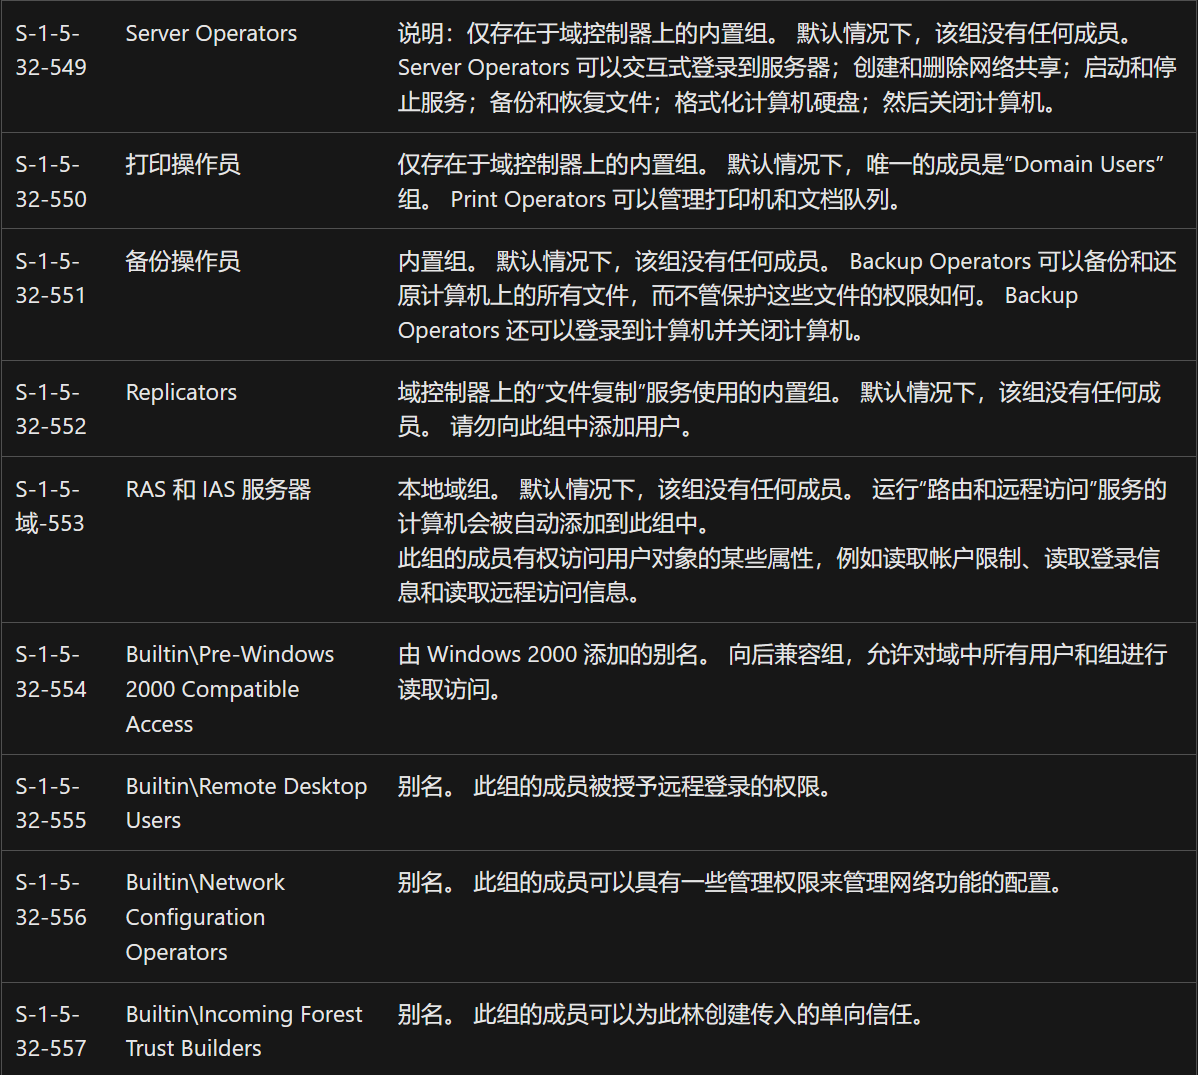 S-1-5-
32-549
Server Operators
说明：仅存在于域控制器上的内置组。 默认情况下，该组没有任何成员。
Server Operators 可以交互式登录到服务器；创建和删除网络共享；启动和停
止服务；备份和恢复文件；格式化计算机硬盘；然后关闭计算机。
S-1-5-
32-550
打印操作员
仅存在于域控制器上的内置组。 默认情况下，唯一的成员是“Domain Users”
组。 Print Operators 可以管理打印机和文档队列。
S-1-5-
32-551
备份操作员
内置组。 默认情况下，该组没有任何成员。 Backup Operators 可以备份和还
原计算机上的所有文件，而不管保护这些文件的权限如何。 Backup
Operators 还可以登录到计算机并关闭计算机。
S-1-5-
32-552
Replicators
域控制器上的“文件复制”服务使用的内置组。 默认情况下，该组没有任何成
员。 请勿向此组中添加用户。
S-1-5-
域-553
RAS 和 IAS 服务器
本地域组。 默认情况下，该组没有任何成员。 运行“路由和远程访问”服务的
计算机会被自动添加到此组中。
此组的成员有权访问用户对象的某些属性，例如读取帐户限制、读取登录信
息和读取远程访问信息。
S-1-5-
32-554
Builtin\Pre-Windows
2000 Compatible
Access
由 Windows 2000 添加的别名。 向后兼容组，允许对域中所有用户和组进行
读取访问。
S-1-5-
32-555
Builtin\Remote Desktop
Users
别名。 此组的成员被授予远程登录的权限。
S-1-5-
32-556
Builtin\Network
Configuration
Operators
别名。 此组的成员可以具有一些管理权限来管理网络功能的配置。
S-1-5-
32-557
Builtin\Incoming Forest
Trust Builders
别名。 此组的成员可以为此林创建传入的单向信任。